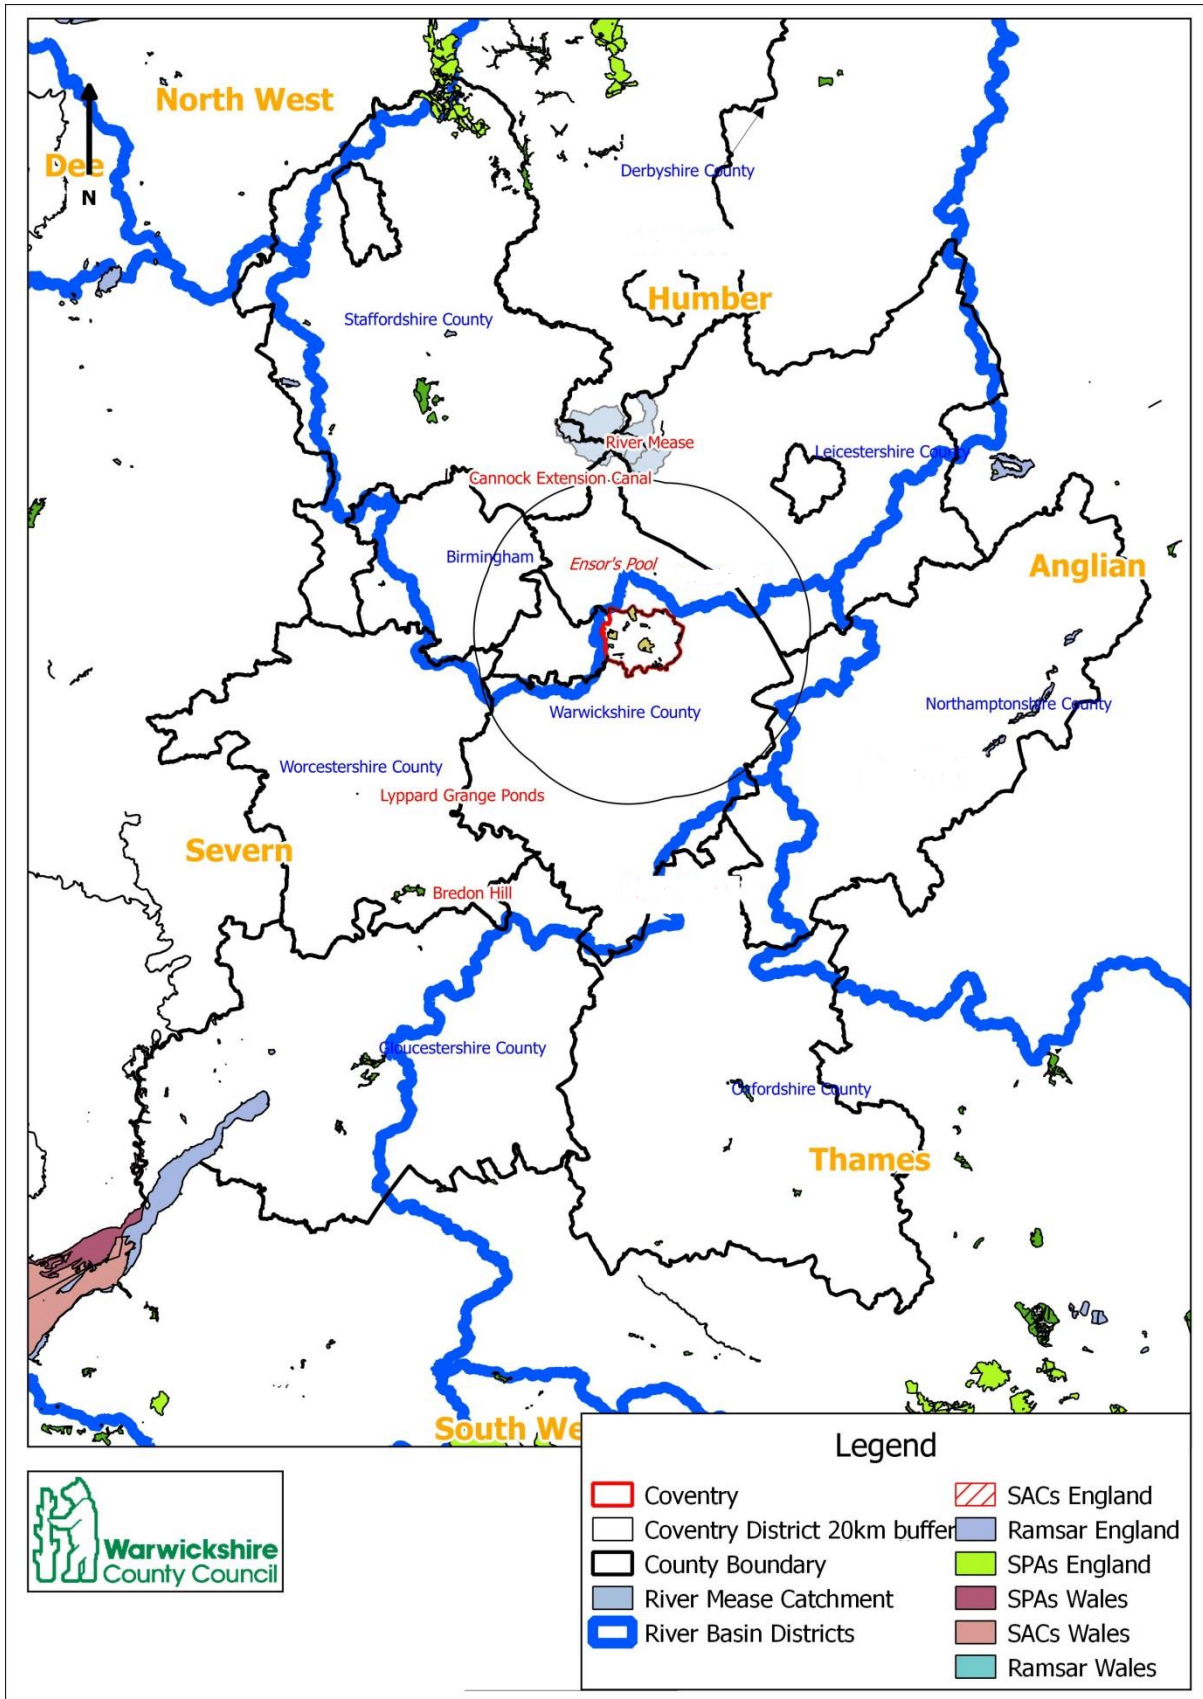 North West
Dee
N
Derbyshire County
Humber
Staffordshire County
River Mease
Leicestershire County
Cannock Extension Canal
Birmingham
Ensor's Pool
Anglian
Northamptonshire County
Warwickshire County
Worcestershire County
Lyppard Grange Ponds
Severn
Bredon Hill
Gloucestershire County
Oxfordshire County
Thames
South We
Legend
Coventry
Coventry District 20km buffer
County Boundary
River Mease Catchment
River Basin Districts
SACs England
Ramsar England
SPAs England
SPAs Wales
SACs Wales
Ramsar Wales
Warwickshire
County Council